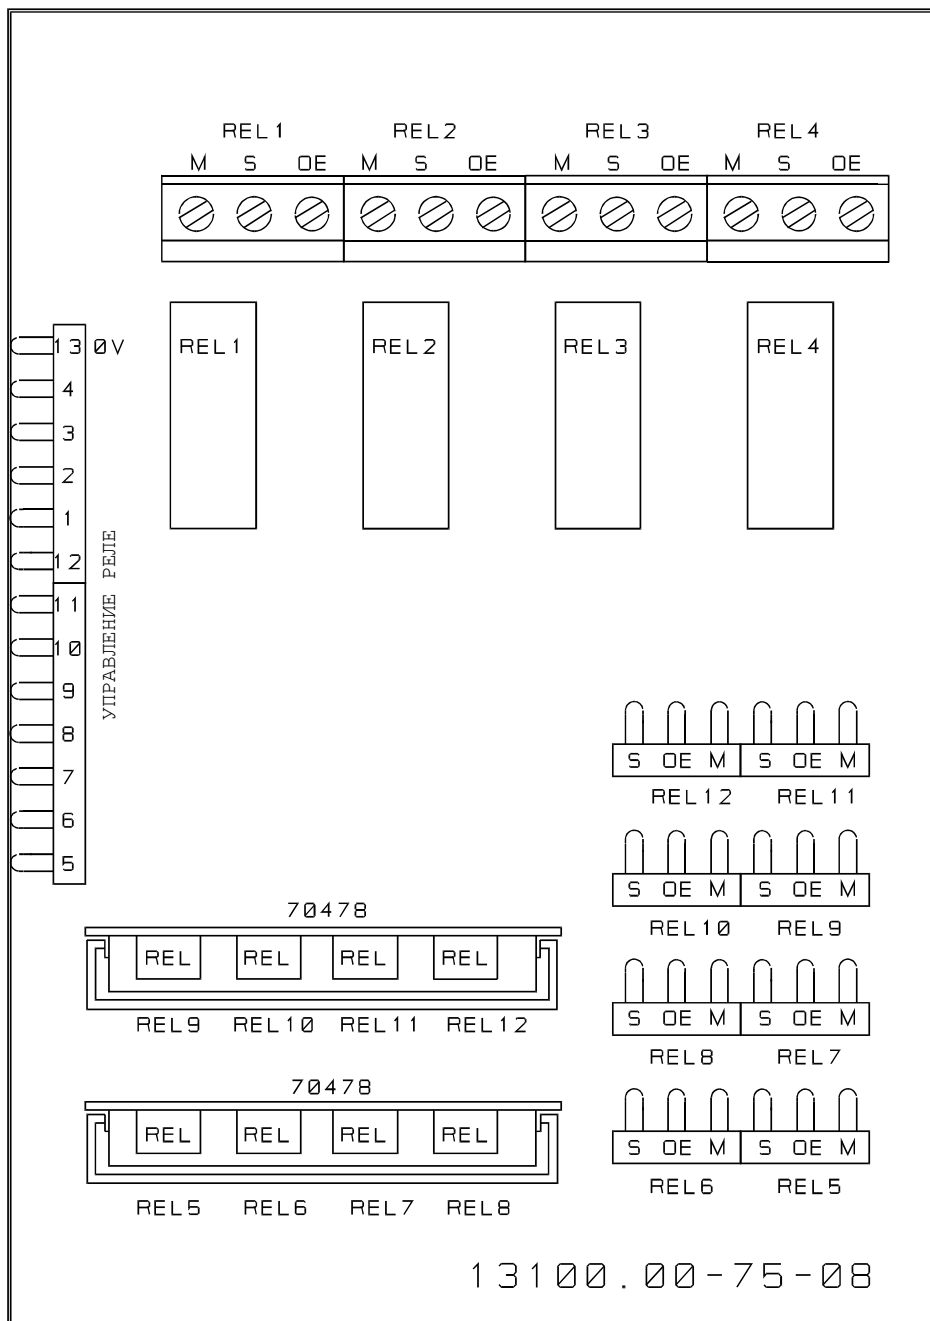 REL1 REL2 REL3 REL4
M S OE M S OE M S OE M S OE
13 0V REL1 REL2 REL3 REL4
4
3
2
1
12
11
10
9
8
7
6
5
УПРАВЛЕНИЕ РЕЛЕ
S OE M S OE M
REL12 REL11
S OE M S OE M
REL10 REL9
S OE M S OE M
REL8 REL7
S OE M S OE M
REL6 REL5
70478
REL REL REL REL
REL9 REL10 REL11 REL12
70478
REL REL REL REL
REL5 REL6 REL7 REL8
13100.00-75-08